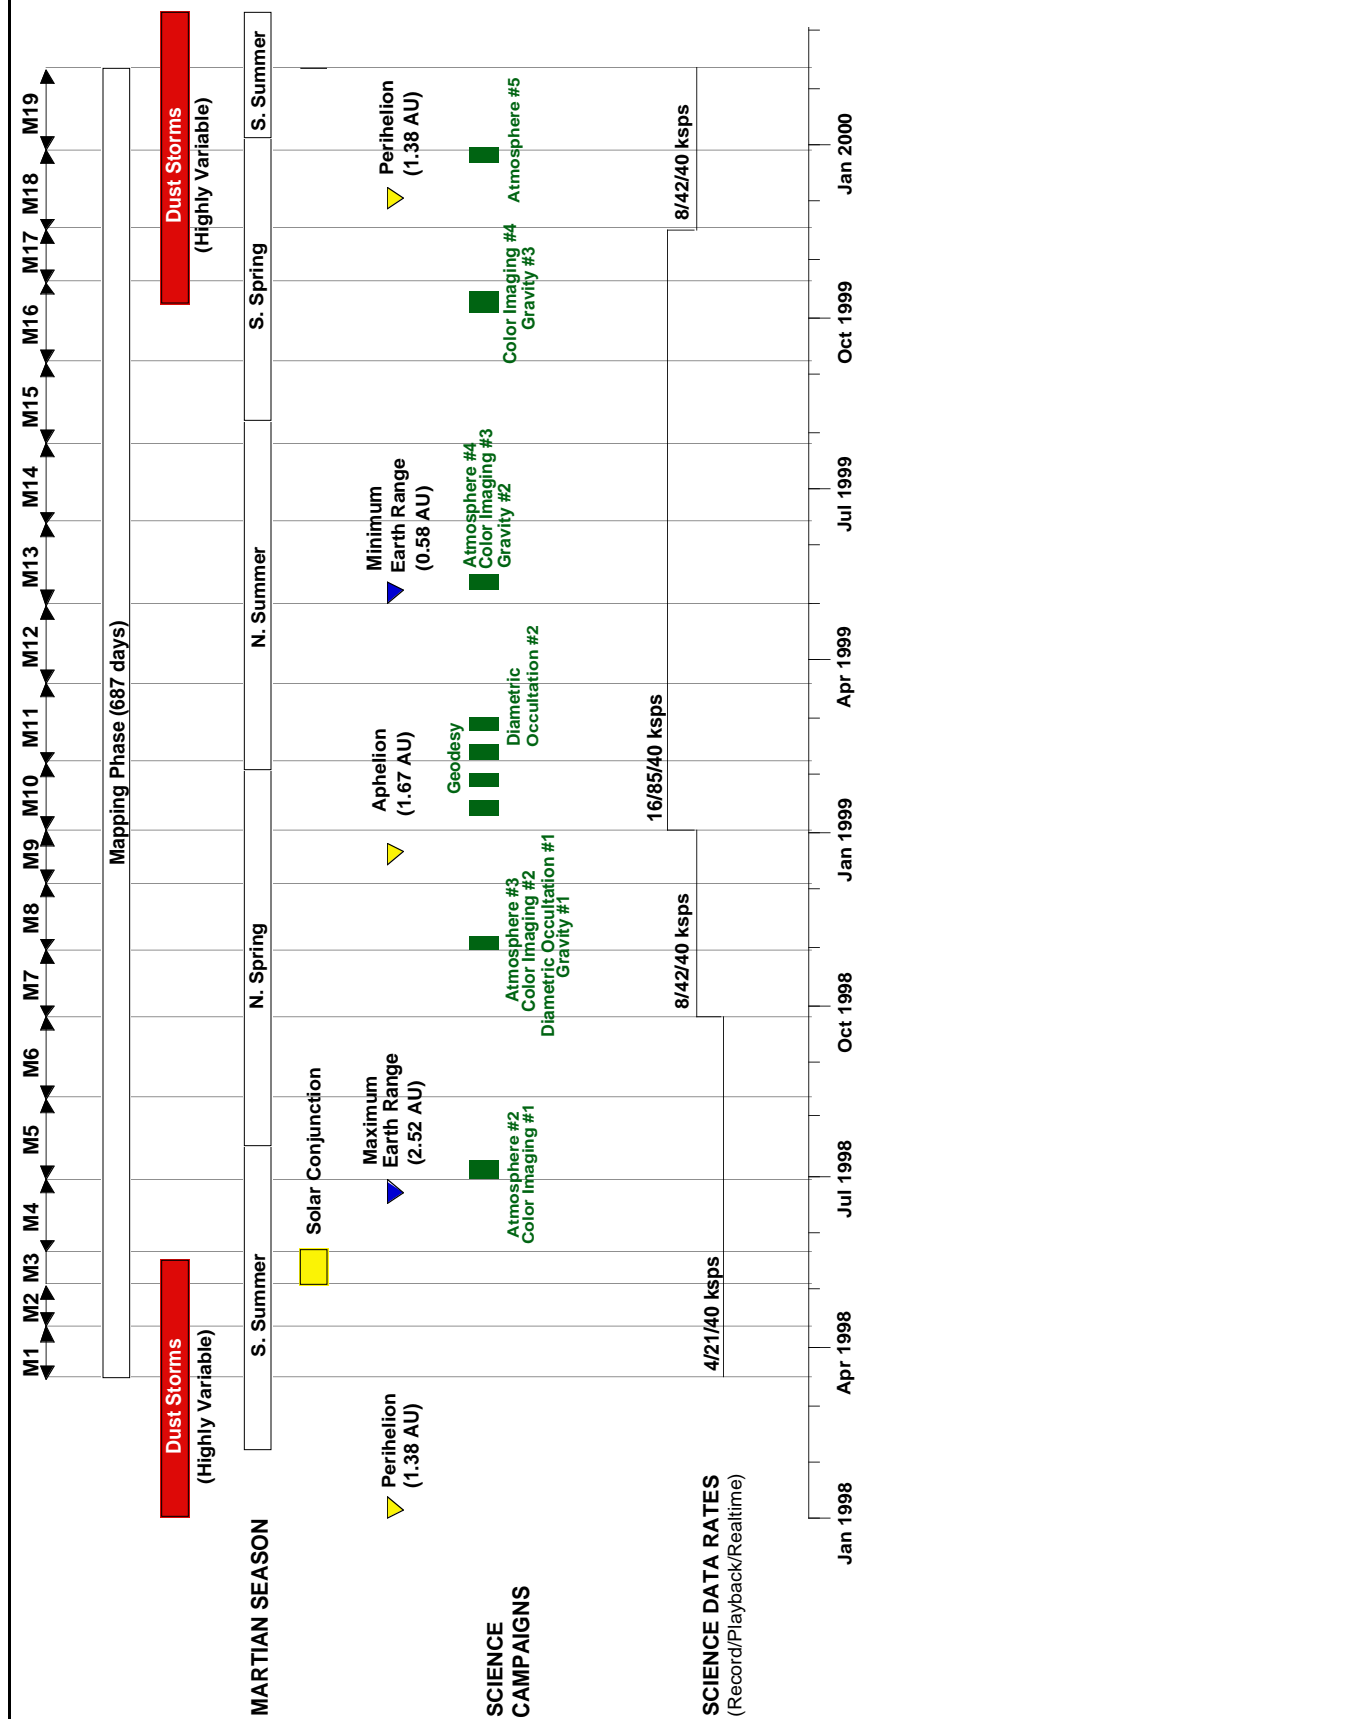 M1 M2 M3 M4 M5 M6 M7 M8 M9 M10 M11 M12 M13 M14 M15 M16 M17 M18 M19
Mapping Phase (687 days)
Dust Storms
(Highly Variable)
Dust Storms
(Highly Variable)
MARTIAN SEASON
S. Summer
N. Spring
N. Summer
S. Spring
S. Summer
Solar Conjunction
Perihelion
(1.38 AU)
Maximum
Earth Range
(2.52 AU)
Aphelion
(1.67 AU)
Minimum
Earth Range
(0.58 AU)
Perihelion
(1.38 AU)
SCIENCE
CAMPAIGNS
Atmosphere #2
Color Imaging #1
Atmosphere #3
Color Imaging #2
Diametric Occultation #1
Gravity #1
Geodesy
Diametric
Occultation #2
Atmosphere #4
Color Imaging #3
Gravity #2
Color Imaging #4
Gravity #3
Atmosphere #5
SCIENCE DATA RATES
(Record/Playback/Realtime)
4/21/40 ksps
8/42/40 ksps
16/85/40 ksps
8/42/40 ksps
Jan 1998 Apr 1998 Jul 1998 Oct 1998 Jan 1999 Apr 1999 Jul 1999 Oct 1999 Jan 2000